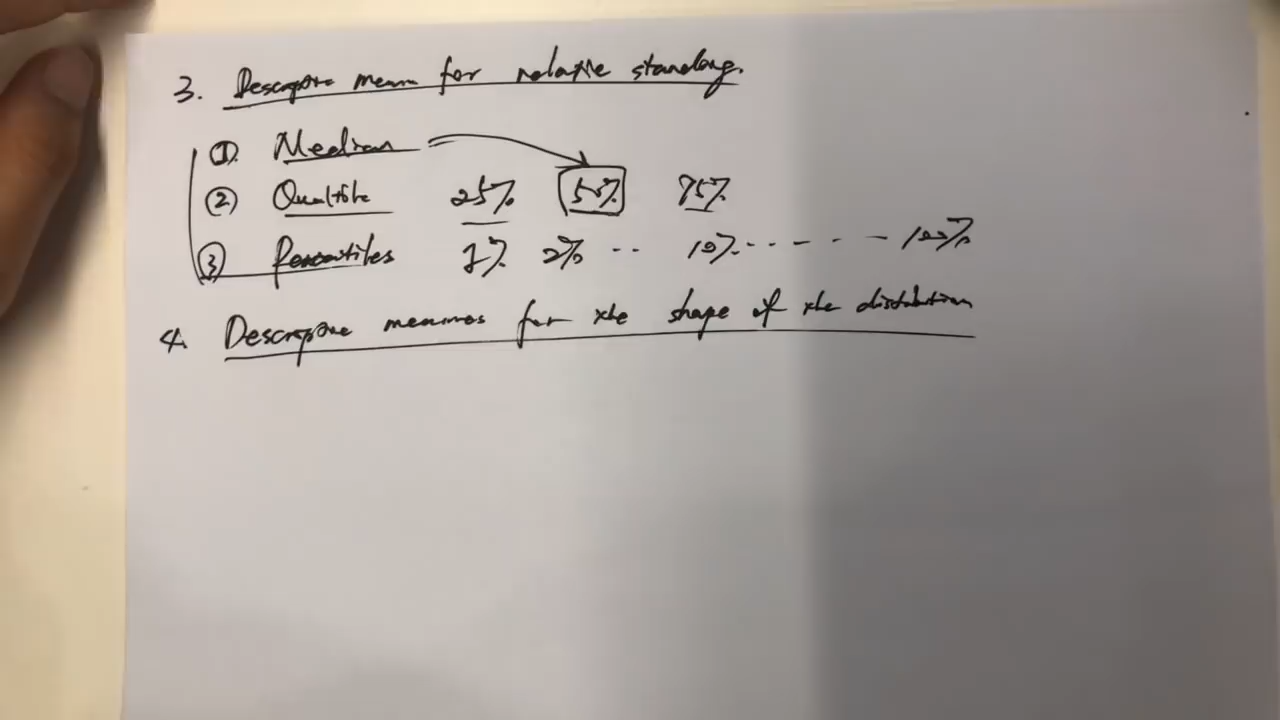 3. Descriptive measures for relative standing.
① Median
② Quartile 25% 50% 75%
③ Percentiles 1% 2% .. 10% ..... 100%
4. Descriptive measures for the shape of the distribution